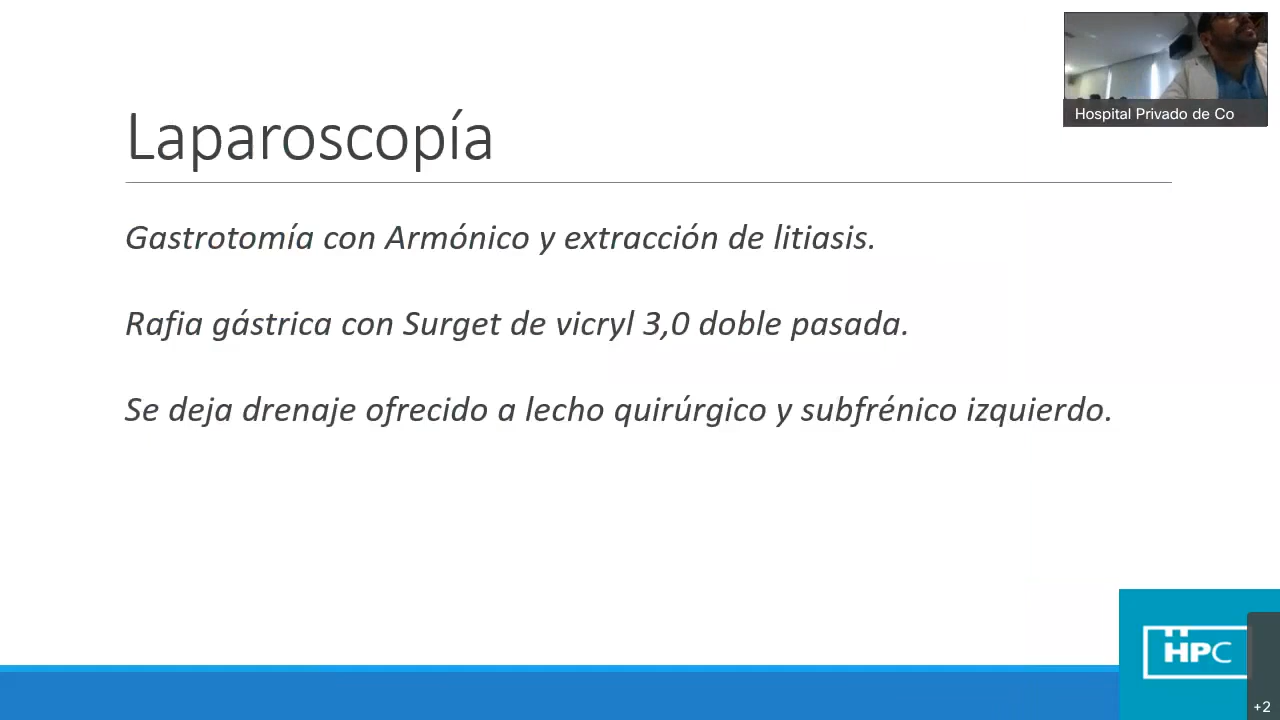 Hospital Privado de Co
Laparoscopía
Gastrotomía con Armónico y extracción de litiasis.
Rafia gástrica con Surget de vicryl 3,0 doble pasada.
Se deja drenaje ofrecido a lecho quirúrgico y subfrénico izquierdo.
HPC
+2